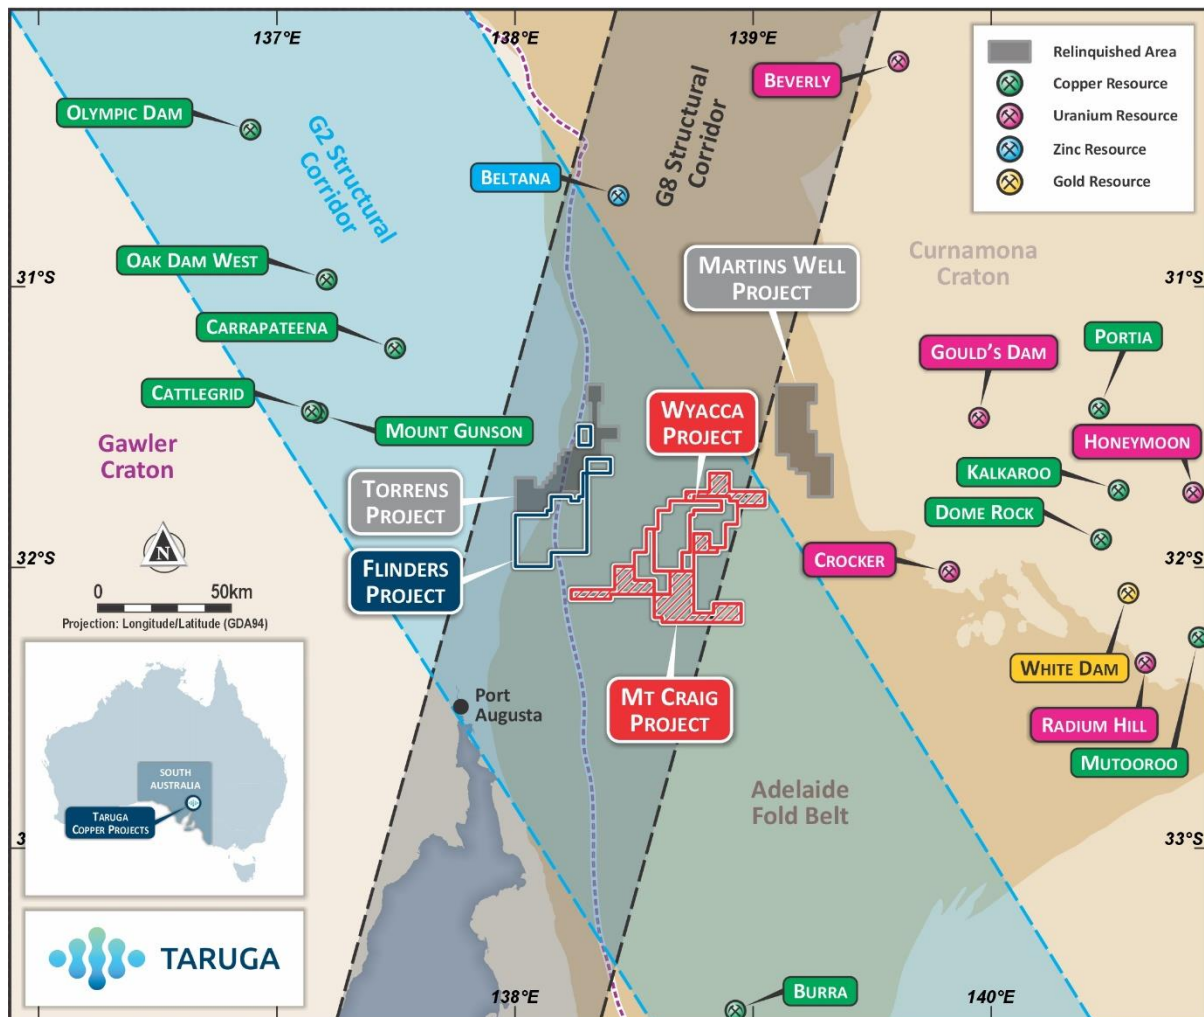 137°E
138°E
139°E
BEVERLY
Relinquished Area
Copper Resource
Uranium Resource
Zinc Resource
Gold Resource
OLYMPIC DAM
G2 Structural
Corridor
G8 Structural
Corridor
BELTANA
OAK DAM WEST
31°S
31°S
MARTINS WELL
PROJECT
Curnamona
Craton
CARRAPATEENA
GOULD'S DAM
PORTIA
CATTLEGRID
MOUNT GUNSON
WYACCA
PROJECT
HONEYMOON
Gawler
Craton
KALKAROO
TORRENS
PROJECT
DOME ROCK
N
FLINDERS
PROJECT
CROCKER
32°S
32°S
0
50km
Projection: Longitude/Latitude (GDA94)
WHITE DAM
Port
Augusta
MT CRAIG
PROJECT
RADIUM HILL
MUTOOROO
SOUTH
AUSTRALIA
TARUGA
COPPER PROJECTS
Adelaide
Fold Belt
33°S
TARUGA
138°E
BURRA
140°E